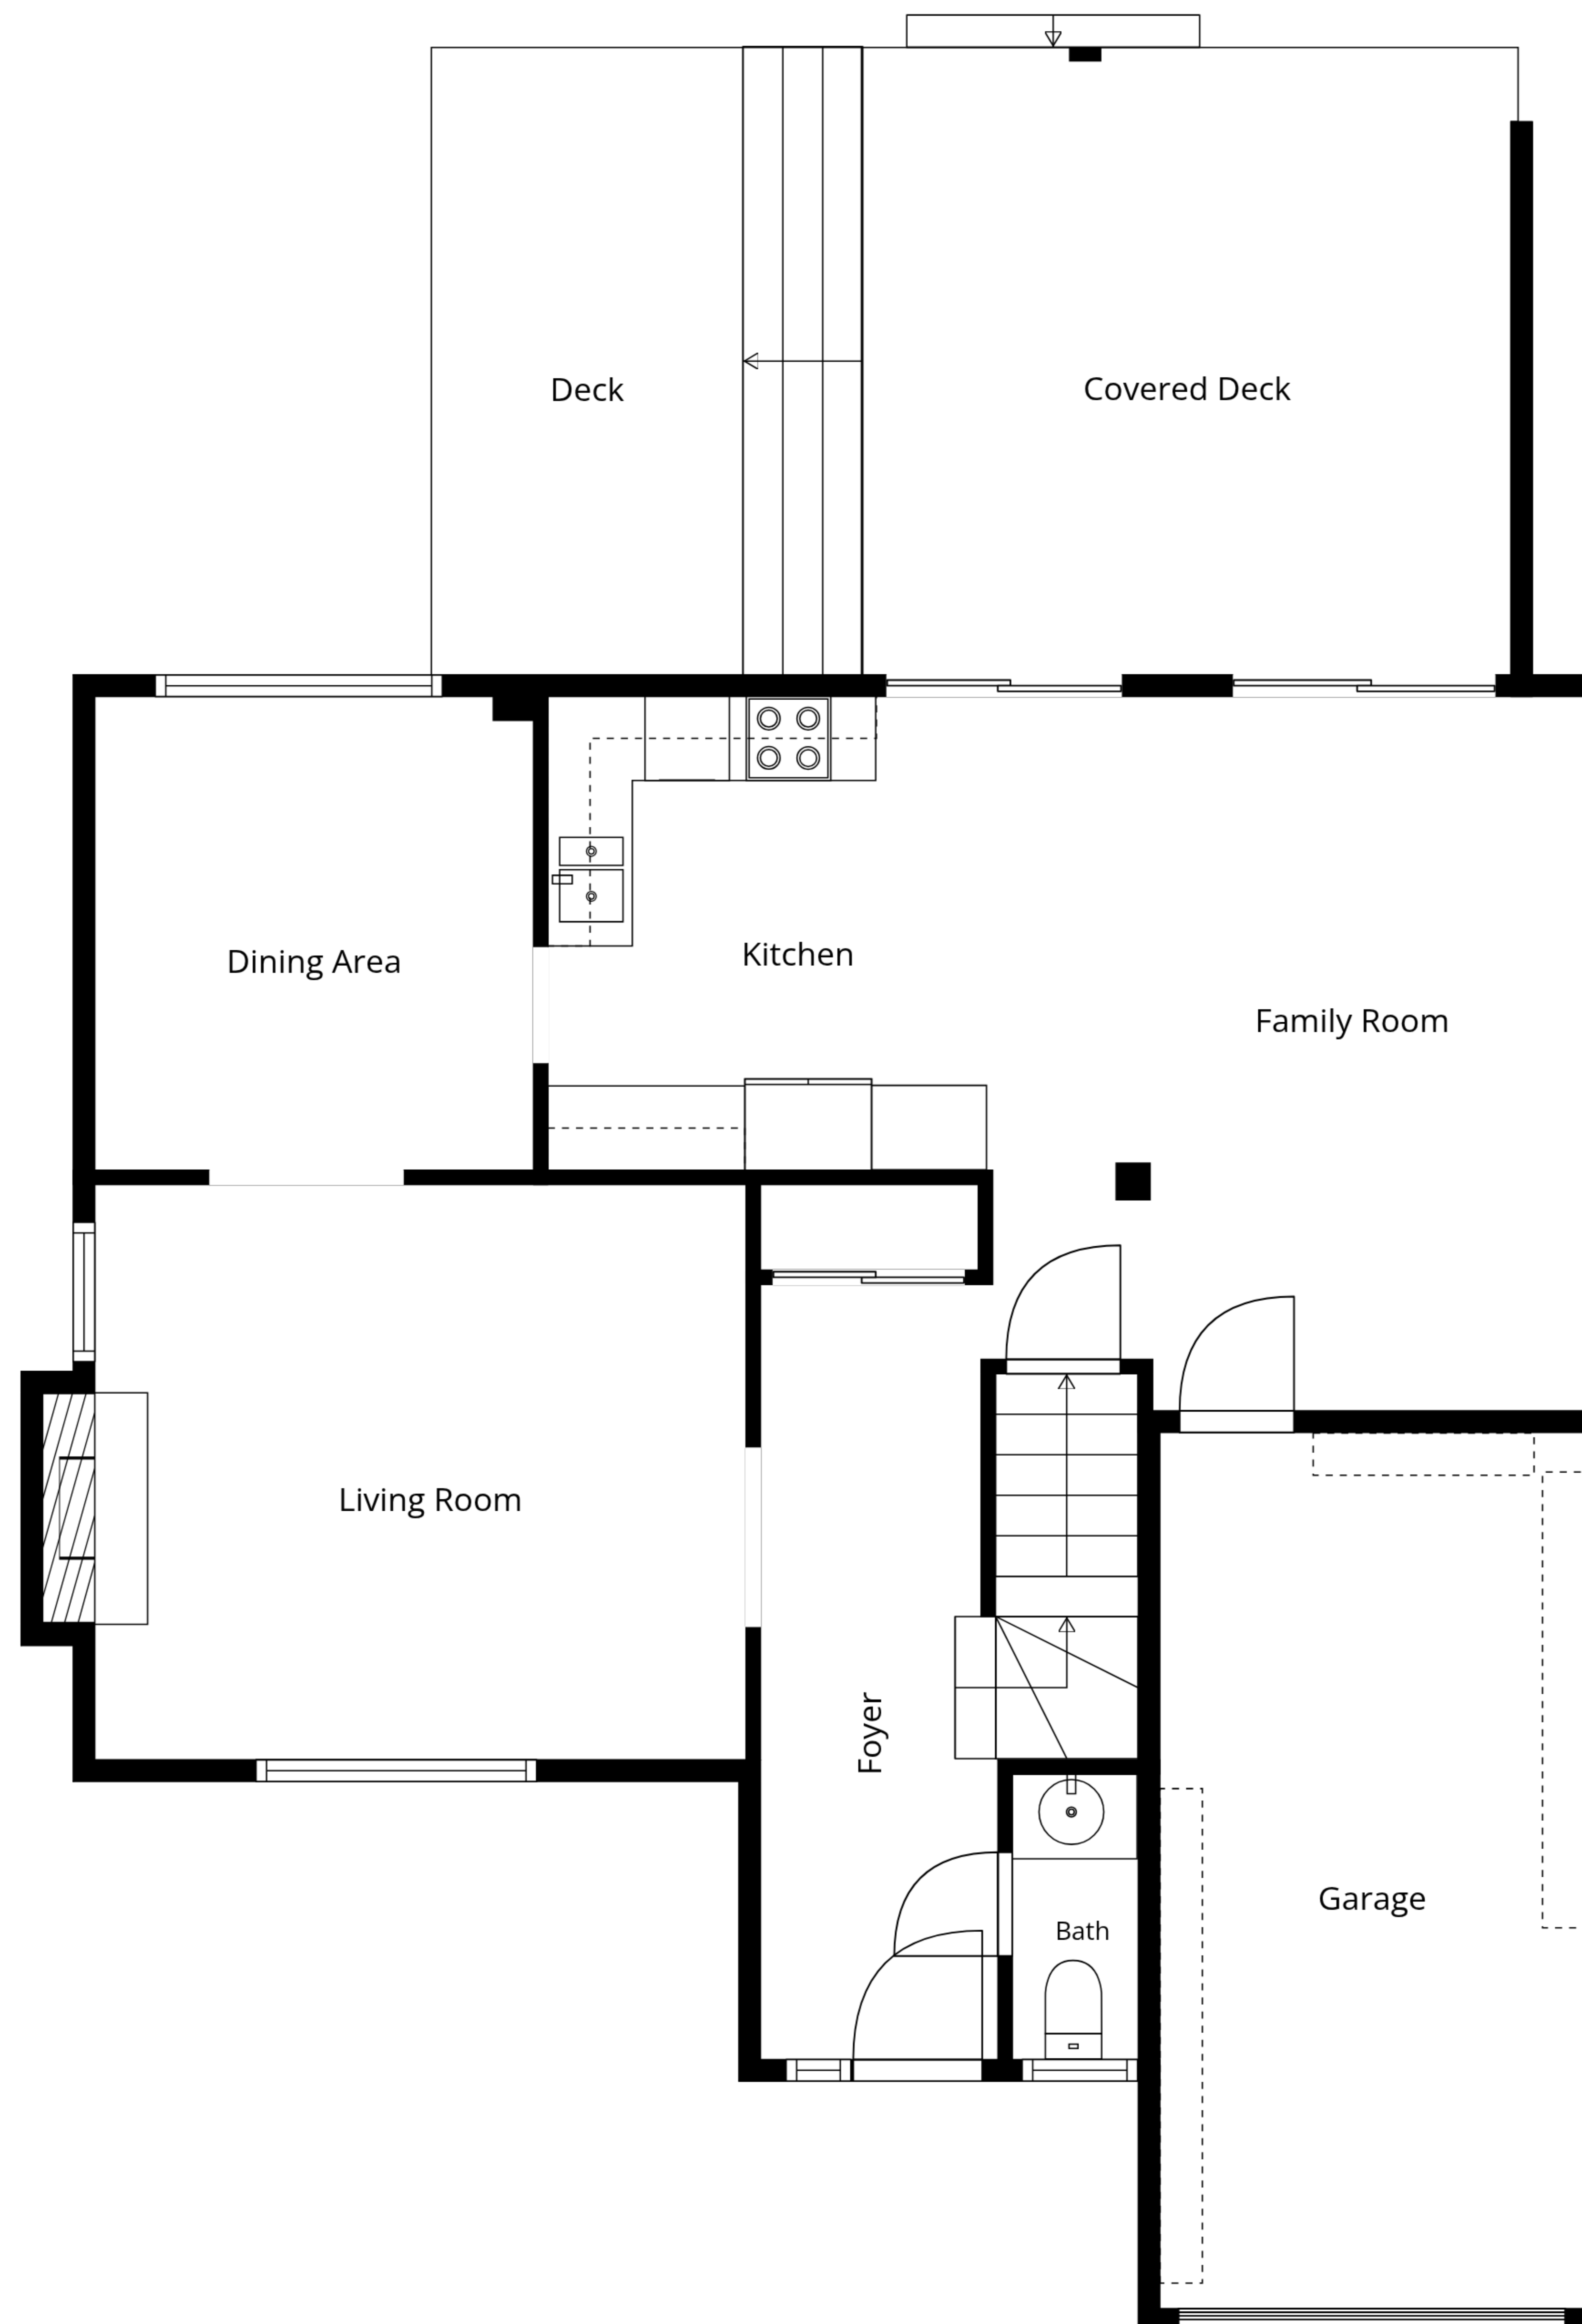 Deck
Covered Deck
Dining Area
Kitchen
Family Room
Living Room
Foyer
Garage
Bath